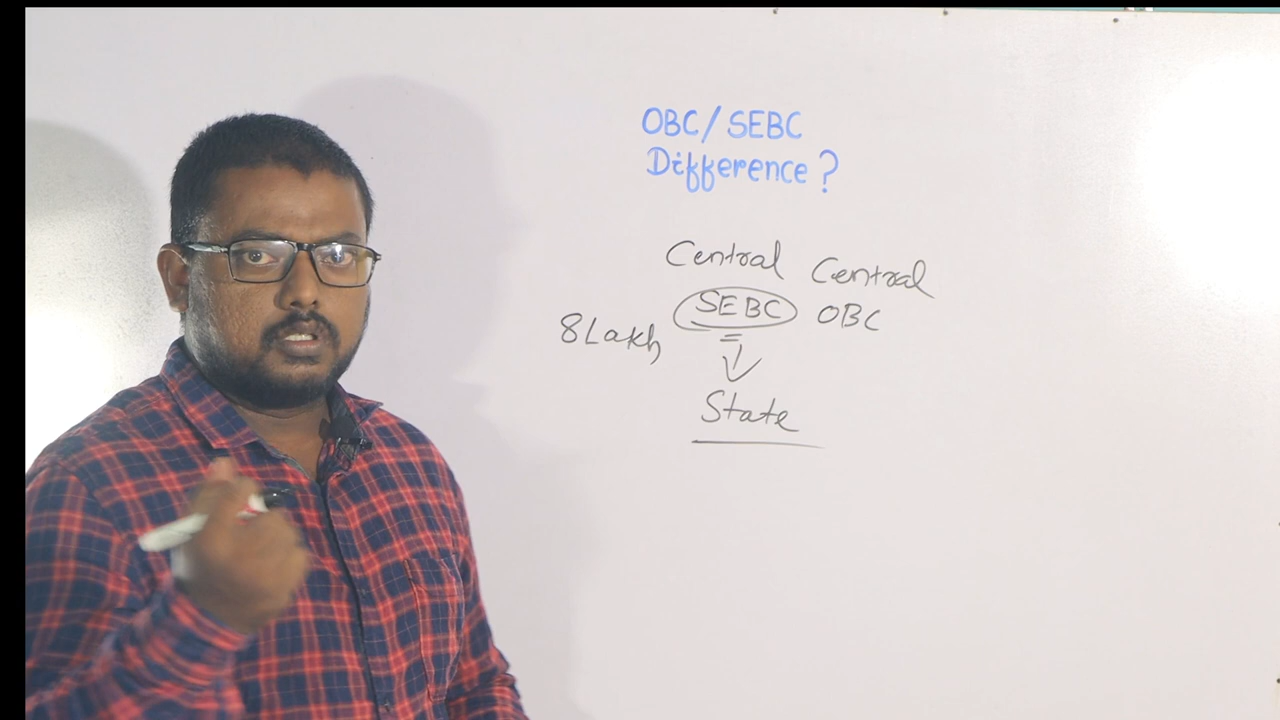 OBC/SEBC
Difference?
Central Central
SEBC OBC
8 Lakh
State